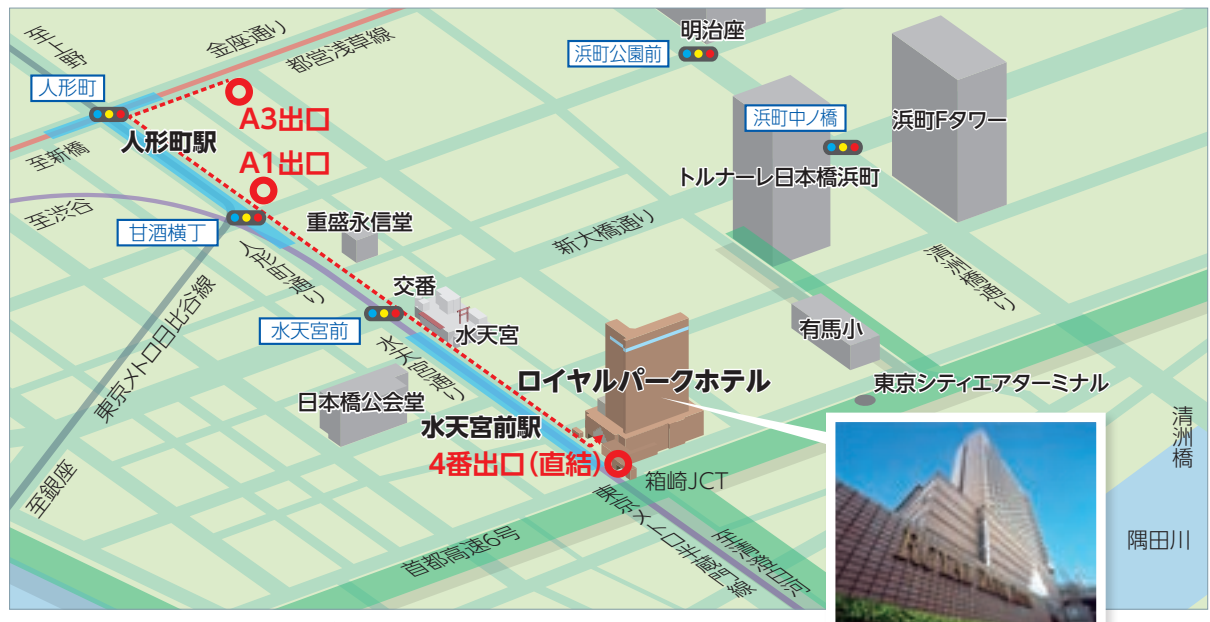 明治座
浜町公園前
金座通り
至上野
都営浅草線
人形町
A3出口
人形町駅
至新橋
A1出口
浜町中ノ橋
浜町Fタワー
トルナーレ日本橋浜町
至渋谷
甘酒横丁
重盛永信堂
新大橋通り
清洲橋通り
人形町通り
交番
水天宮前
水天宮
有馬小
東京メトロ日比谷線
水天宮通り
ロイヤルパークホテル
東京シティエアターミナル
日本橋公会堂
水天宮前駅
4番出口（直結）
箱崎JCT
清洲橋
至銀座
首都高速6号
東京メトロ半蔵門線
至清澄白河
隅田川